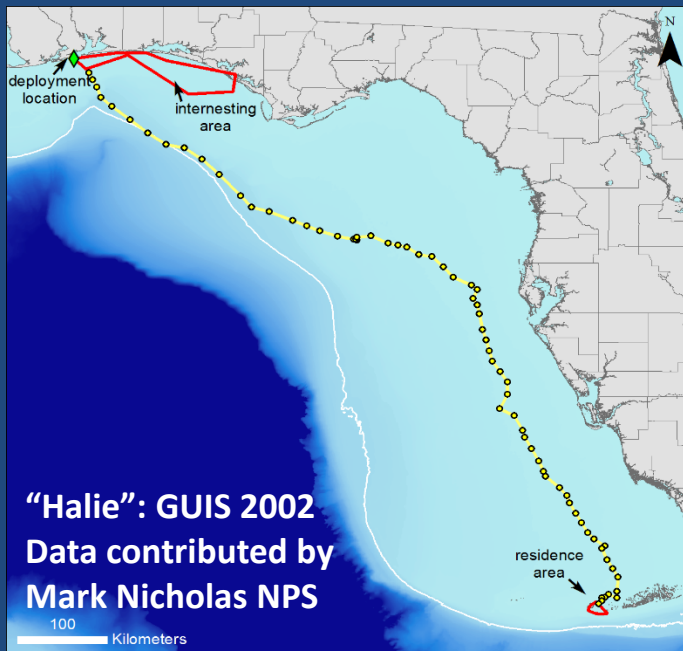 N
deployment
location
internesting
area
residence
area
“Halie”: GUIS 2002
Data contributed by
Mark Nicholas NPS
100
Kilometers